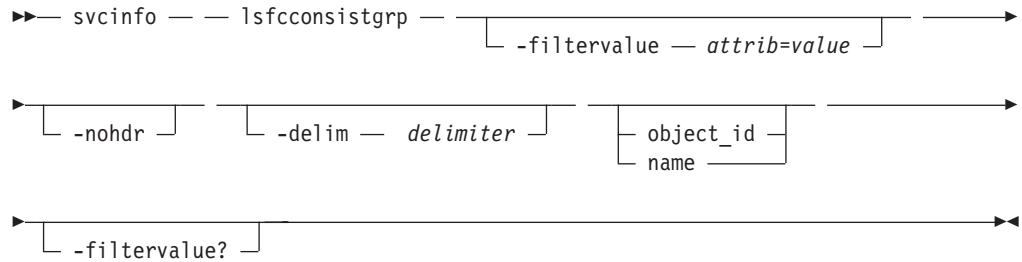 svcinfo lsfcconsistgrp
-filtervalue attrib=value
-nohdr -delim delimiter object_id
name
-filtervalue?